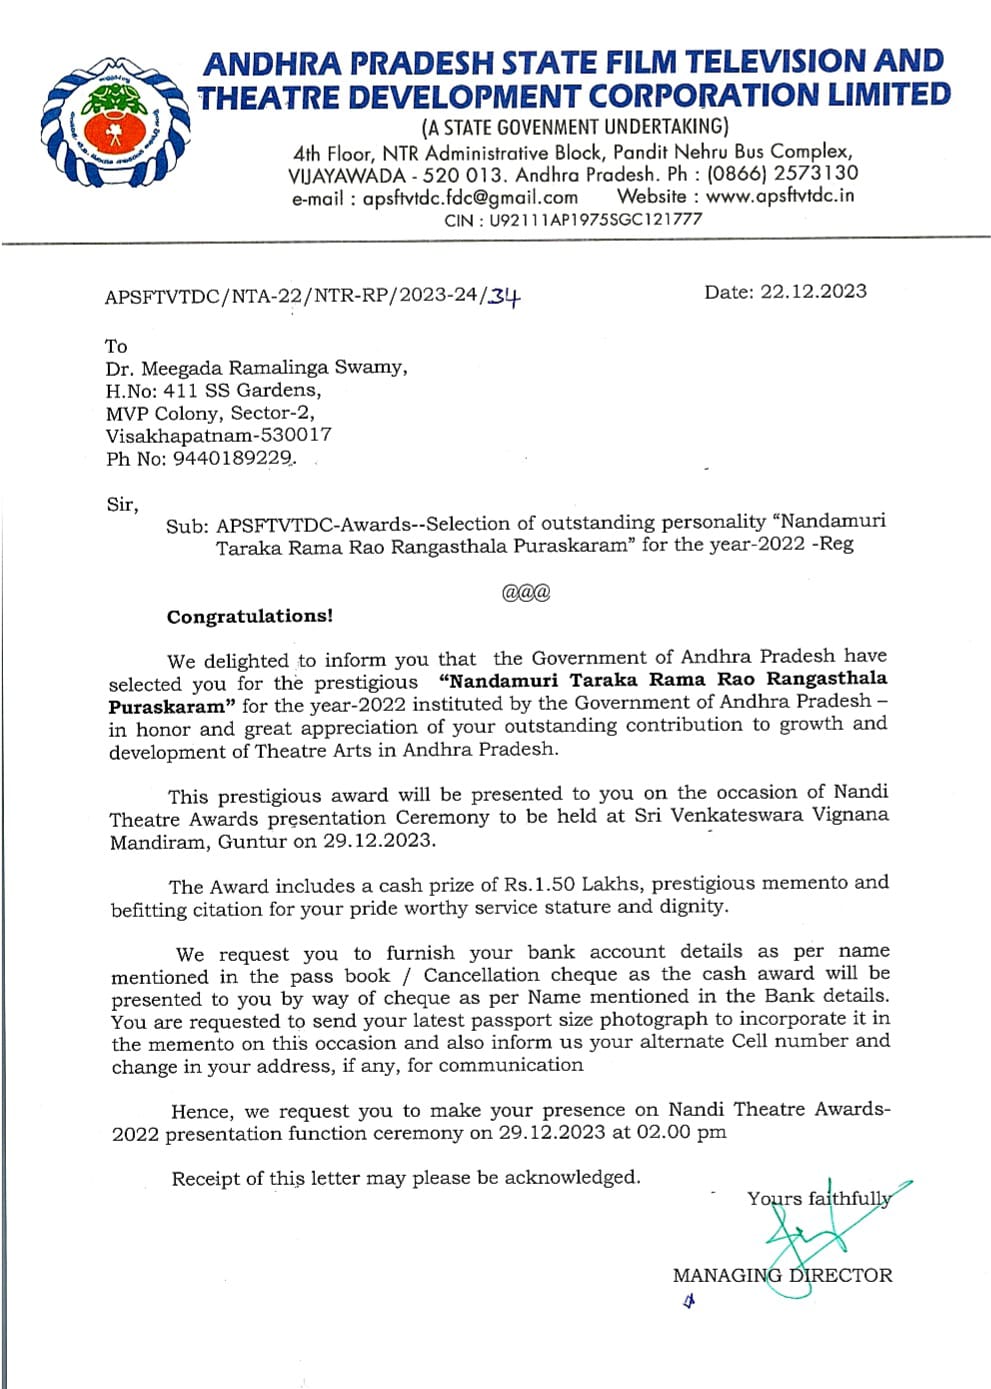 ANDHRA PRADESH STATE FILM TELEVISION AND
THEATRE DEVELOPMENT CORPORATION LIMITED
(A STATE GOVENMENT UNDERTAKING)
4th Floor, NTR Administrative Block, Pandit Nehru Bus Complex,
VIJAYAWADA - 520 013. Andhra Pradesh. Ph : (0866) 2573130
e-mail : apsftvtdc.fdc@gmail.com Website : www.apsftvtdc.in
CIN : U92111AP1975SGC121777
APSFTVTDC/NTA-22/NTR-RP/2023-24/34 Date: 22.12.2023
To
Dr. Meegada Ramalinga Swamy,
H.No: 411 SS Gardens,
MVP Colony, Sector-2,
Visakhapatnam-530017
Ph No: 9440189229.
Sir,
Sub: APSFTVTDC-Awards--Selection of outstanding personality “Nandamuri
Taraka Rama Rao Rangasthala Puraskaram” for the year-2022 -Reg
@@@
Congratulations!
We delighted to inform you that the Government of Andhra Pradesh have
selected you for the prestigious “Nandamuri Taraka Rama Rao Rangasthala
Puraskaram” for the year-2022 instituted by the Government of Andhra Pradesh –
in honor and great appreciation of your outstanding contribution to growth and
development of Theatre Arts in Andhra Pradesh.
This prestigious award will be presented to you on the occasion of Nandi
Theatre Awards presentation Ceremony to be held at Sri Venkateswara Vignana
Mandiram, Guntur on 29.12.2023.
The Award includes a cash prize of Rs.1.50 Lakhs, prestigious memento and
befitting citation for your pride worthy service stature and dignity.
We request you to furnish your bank account details as per name
mentioned in the pass book / Cancellation cheque as the cash award will be
presented to you by way of cheque as per Name mentioned in the Bank details.
You are requested to send your latest passport size photograph to incorporate it in
the memento on this occasion and also inform us your alternate Cell number and
change in your address, if any, for communication
Hence, we request you to make your presence on Nandi Theatre Awards-
2022 presentation function ceremony on 29.12.2023 at 02.00 pm
Receipt of this letter may please be acknowledged.
Yours faithfully
MANAGING DIRECTOR